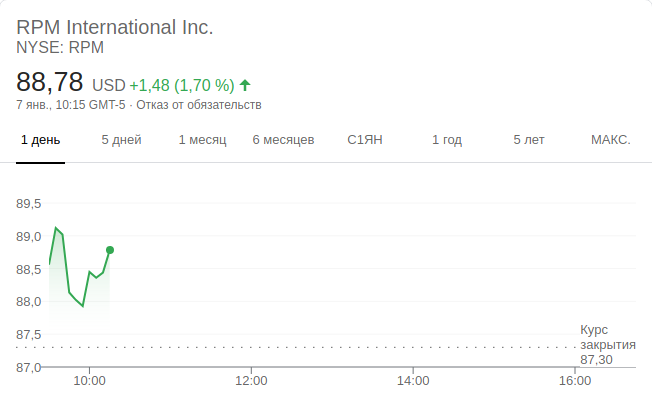 RPM International Inc.
NYSE: RPM
88,78 USD +1,48 (1,70 %)
7 янв., 10:15 GMT-5 · Отказ от обязательств
1 день 5 дней 1 месяц 6 месяцев С1ЯН 1 год 5 лет МАКС.
89,5
89,0
88,5
88,0
87,5
87,0
Курс
закрытия
87,30
10:00 12:00 14:00 16:00